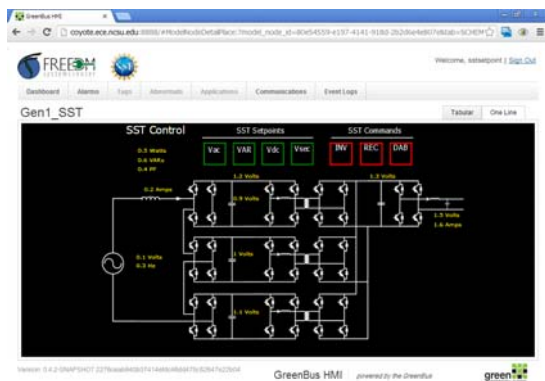 GreenBus HMI
coyote.ece.ncsu.edu
FREEDM
SYSTEMS CENTER
Welcome, satsetpoint | Sign Out
Dashboard Alarms Tags Abnormals Applications Communications Event Logs
Gen1_SST
Tabular One Line
SST Control SST Setpoints SST Commands
Vac VAR Vdc Vsec INV REC DAB
0.5 Watts
0.6 VARs
0.4 PF
1.2 Volts 1.3 Volts
0.2 Amps
0.9 Volts
1.5 Volts
1.6 Amps
0.1 Volts
0.3 Hz
1 Volts
1.1 Volts
GreenBus HMI powered by the GreenBus green